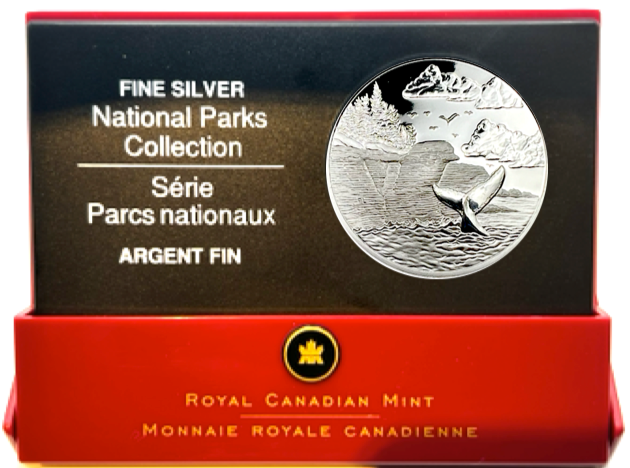 FINE SILVER
National Parks
Collection
Série
Parcs nationaux
ARGENT FIN
ROYAL CANADIAN MINT
MONNAIE ROYALE CANADIENNE